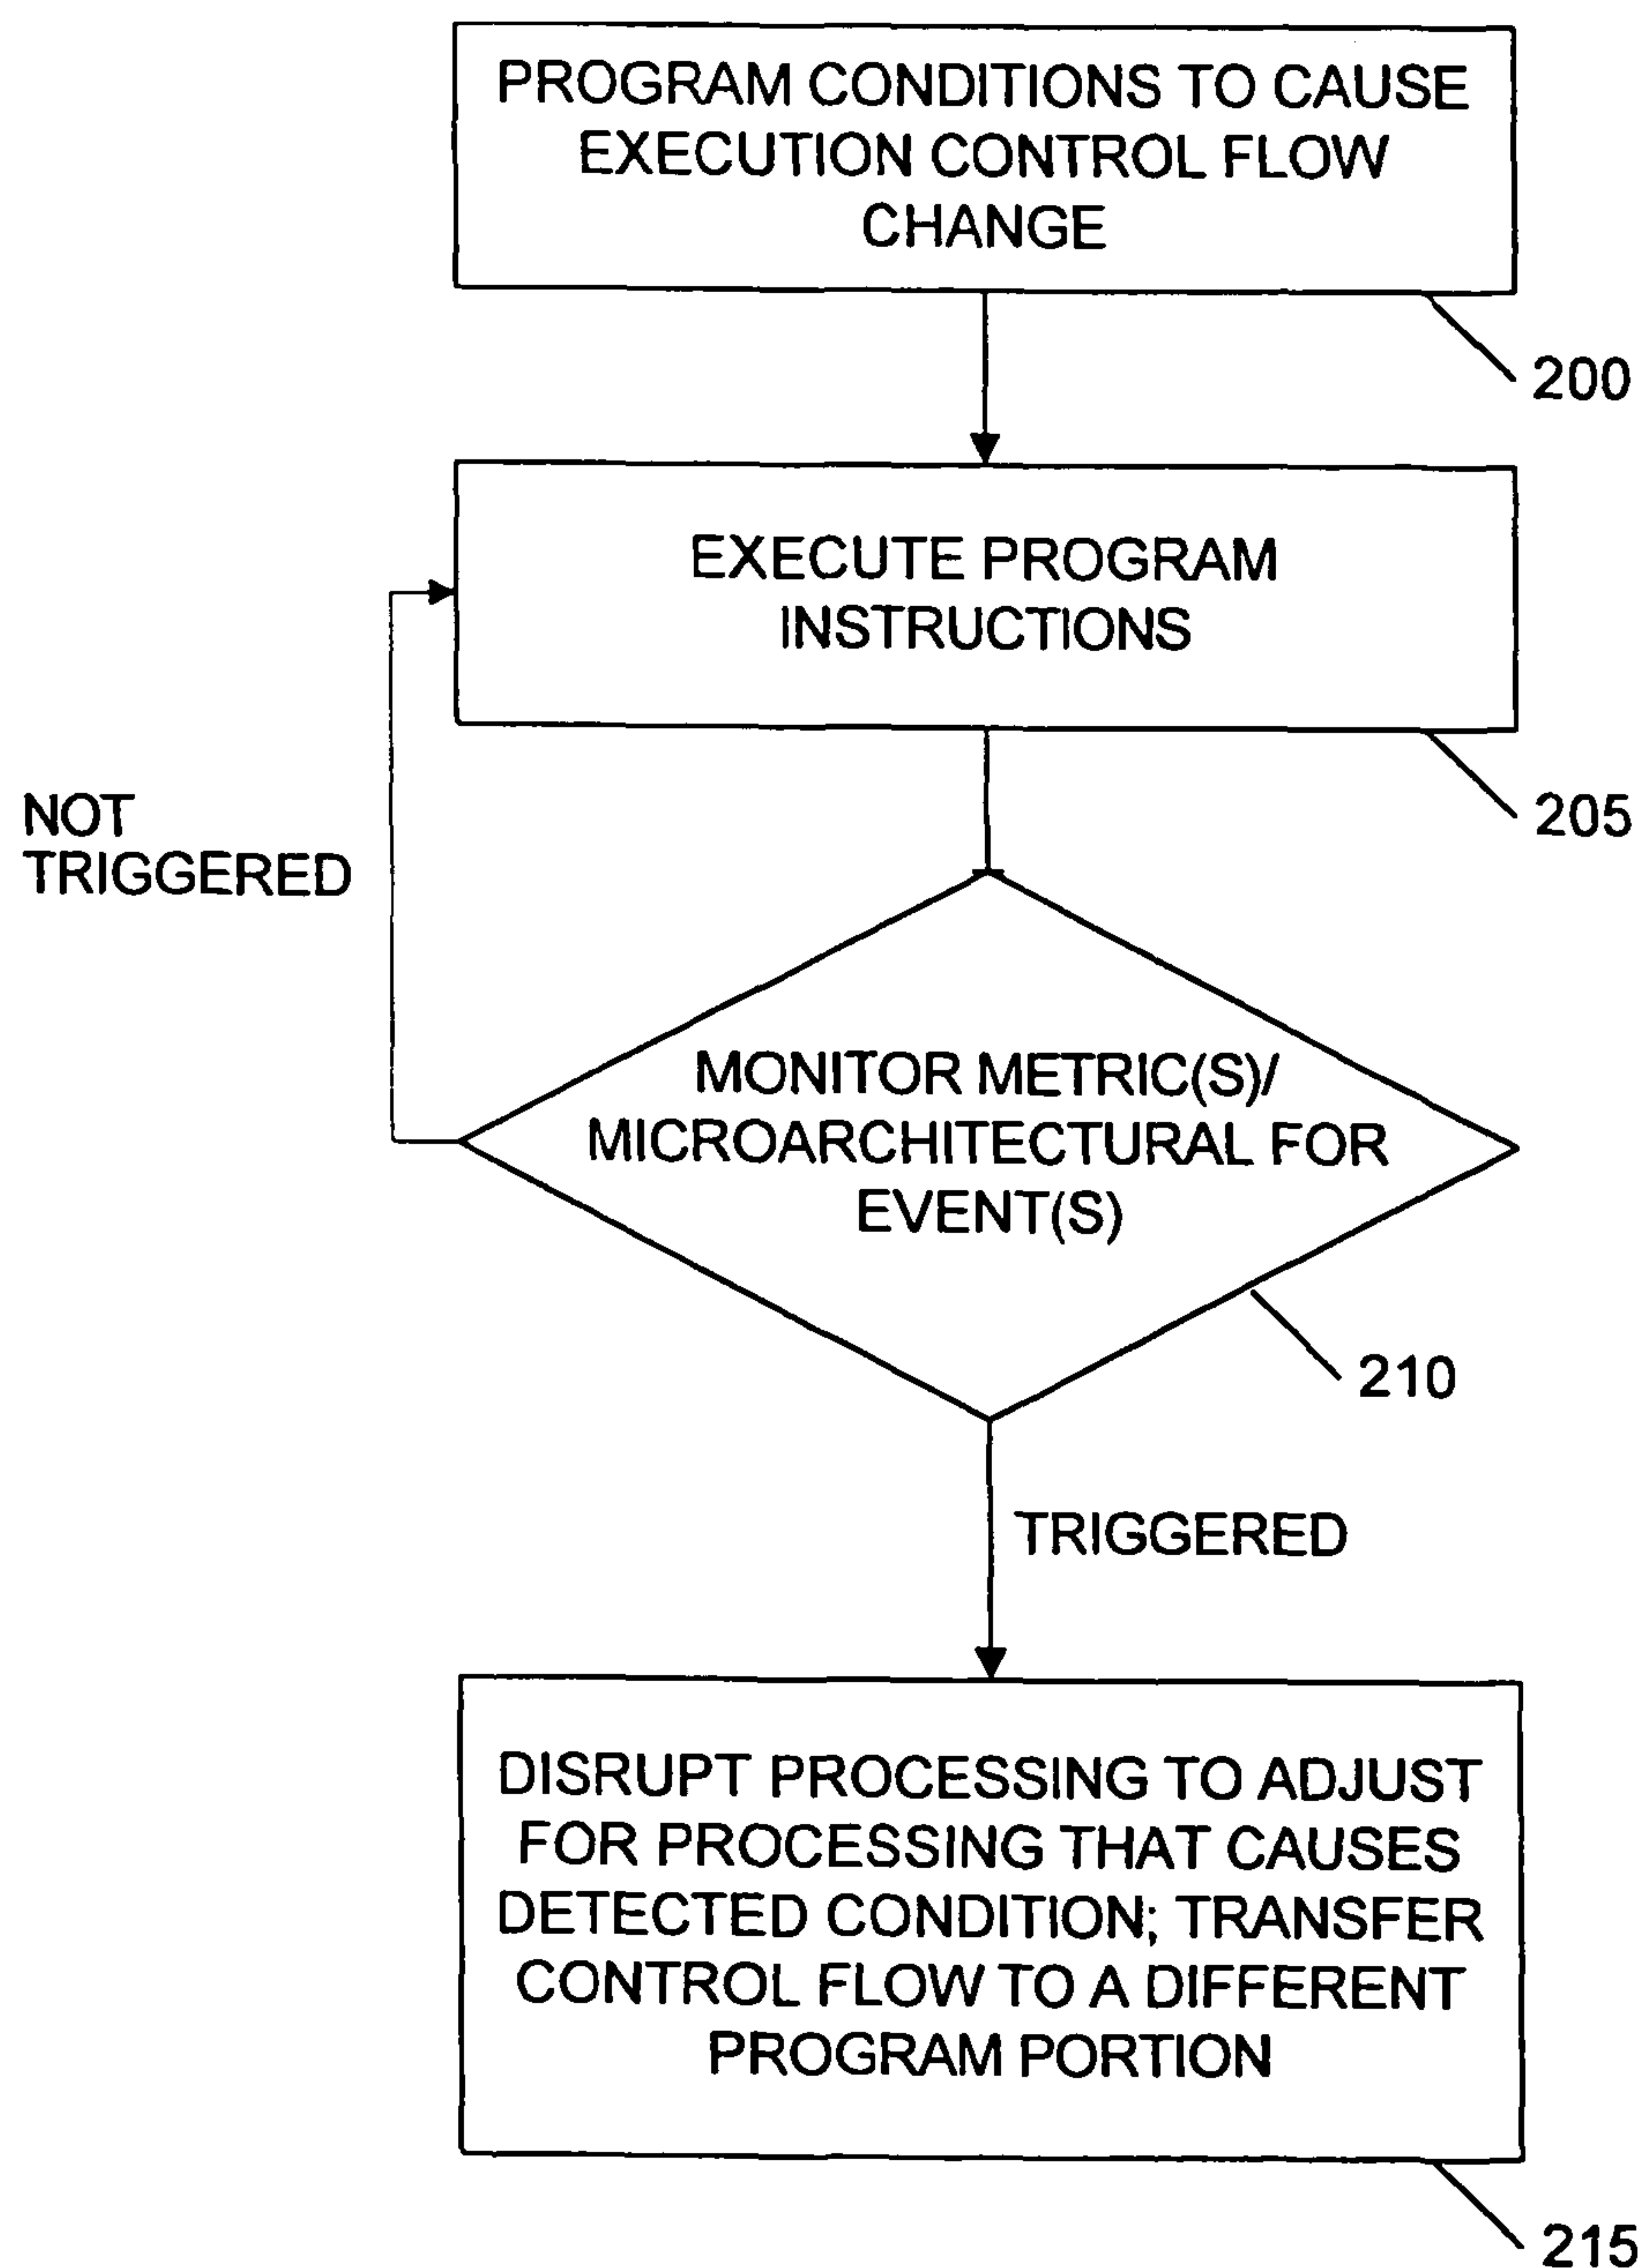 PROGRAM CONDITIONS TO CAUSE
EXECUTION CONTROL FLOW
CHANGE
200
EXECUTE PROGRAM
INSTRUCTIONS
205
NOT
TRIGGERED
MONITOR METRIC(S)/
MICROARCHITECTURAL FOR
EVENT(S)
210
TRIGGERED
DISRUPT PROCESSING TO ADJUST
FOR PROCESSING THAT CAUSES
DETECTED CONDITION; TRANSFER
CONTROL FLOW TO A DIFFERENT
PROGRAM PORTION
215